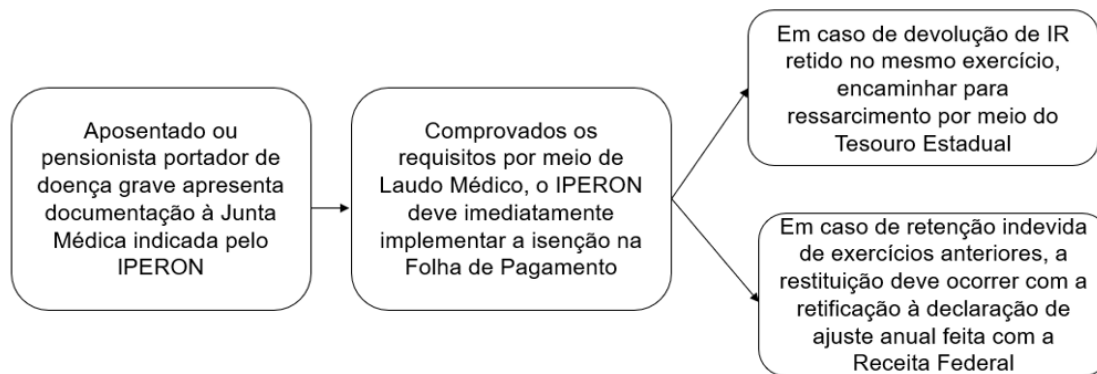 Aposentado ou
pensionista portador de
doença grave apresenta
documentação à Junta
Médica indicada pelo
IPERON
Comprovados os
requisitos por meio de
Laudo Médico, o IPERON
deve imediatamente
implementar a isenção na
Folha de Pagamento
Em caso de devolução de IR
retido no mesmo exercício,
encaminhar para
ressarcimento por meio do
Tesouro Estadual
Em caso de retenção indevida
de exercícios anteriores, a
restituição deve ocorrer com a
retificação à declaração de
ajuste anual feita com a
Receita Federal